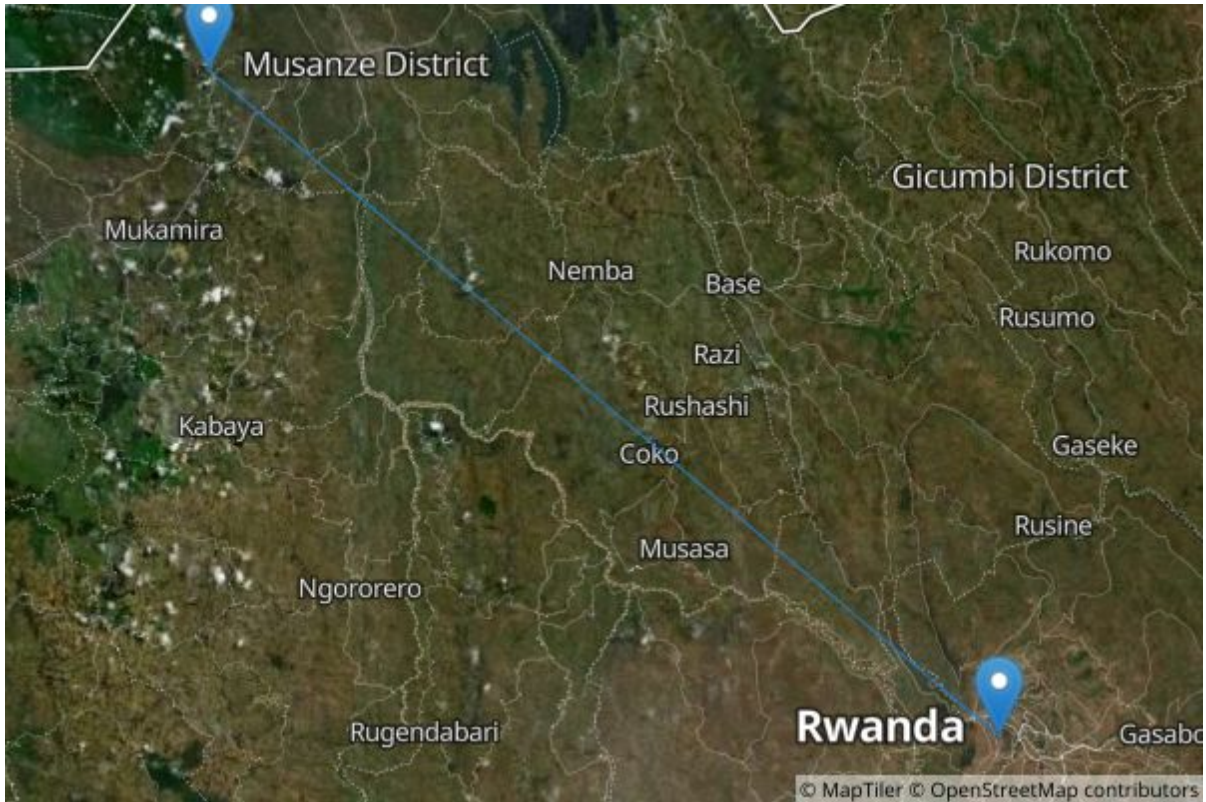 Musanze District
Gicumbi District
Mukamira
Rukomo
Nemba
Base
Rusumo
Razi
Rushashi
Kabaya
Coko
Gaseke
Rusine
Musasa
Ngororero
Rwanda
Rugendabari
Gasabo
© MapTiler © OpenStreetMap contributors